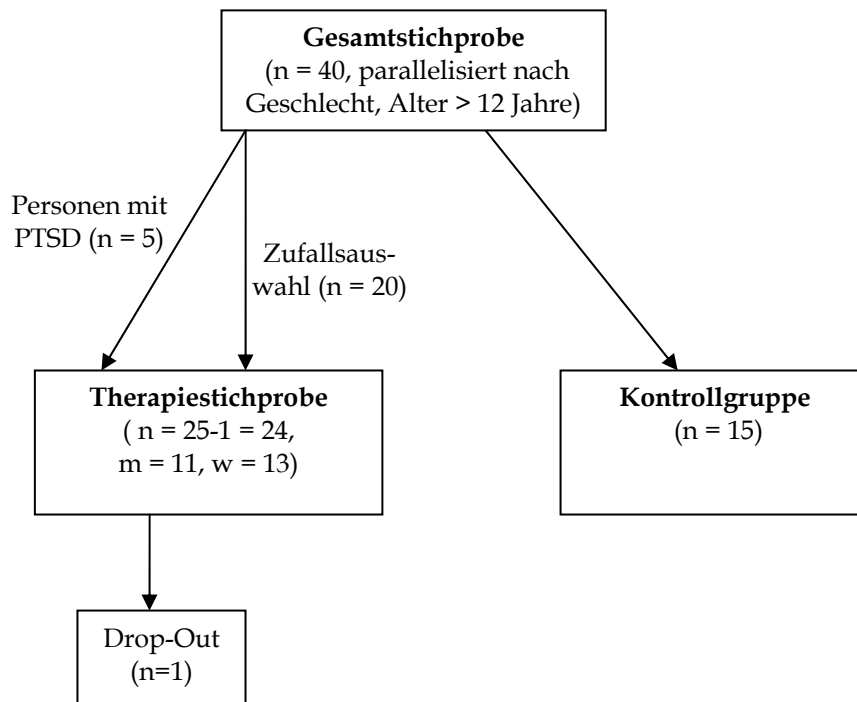 Gesamtstichprobe
(n = 40, parallelisiert nach
Geschlecht, Alter > 12 Jahre)
Personen mit
PTSD (n = 5)
Zufallsaus-
wahl (n = 20)
Therapiestichprobe
( n = 25-1 = 24,
m = 11, w = 13)
Kontrollgruppe
(n = 15)
Drop-Out
(n=1)